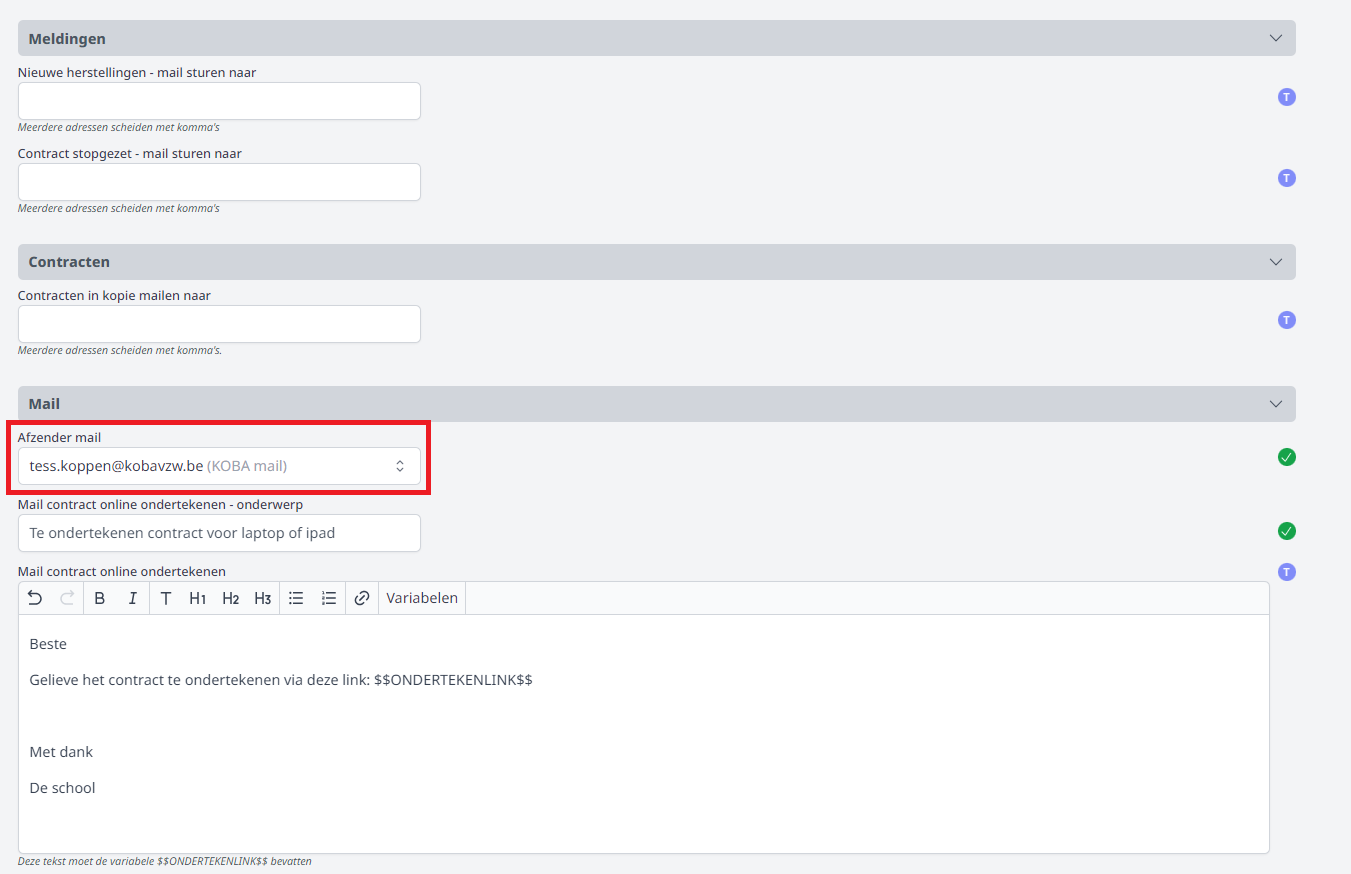 Meldingen
Nieuwe herstellingen - mail sturen naar
T
Meerdere adressen scheiden met komma's
Contract stopgezet - mail sturen naar
T
Meerdere adressen scheiden met komma's
Contracten
Contracten in kopie mailen naar
T
Meerdere adressen scheiden met komma's.
Mail
Afzender mail
tess.koppen@kobavzw.be (KOBA mail)
Mail contract online ondertekenen - onderwerp
Te ondertekenen contract voor laptop of ipad
Mail contract online ondertekenen
T
B I T H1 H2 H3 Variabelen
Beste
Gelieve het contract te ondertekenen via deze link: $$ONDERTEKENLINK$$
Met dank
De school
Deze tekst moet de variabele $$ONDERTEKENLINK$$ bevatten